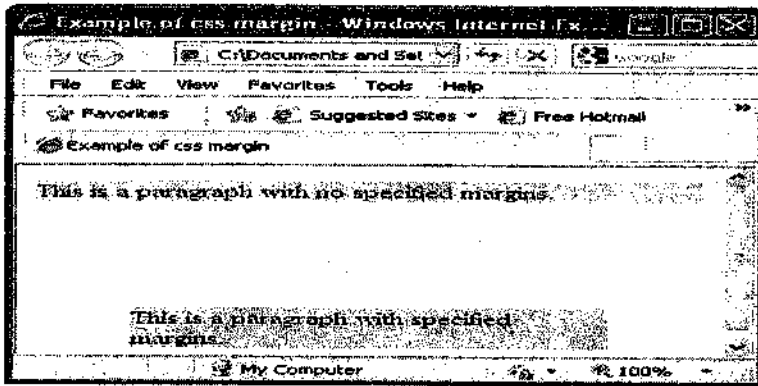 Example of css margin - Windows Internet Ex...
C:\Documents and Set Google
File Edit View Favorites Tools Help
Favorites Suggested Sites Free Hotmail »
Example of css margin
This is a paragraph with no specified margins.
This is a paragraph with specified
margins.
My Computer 100%